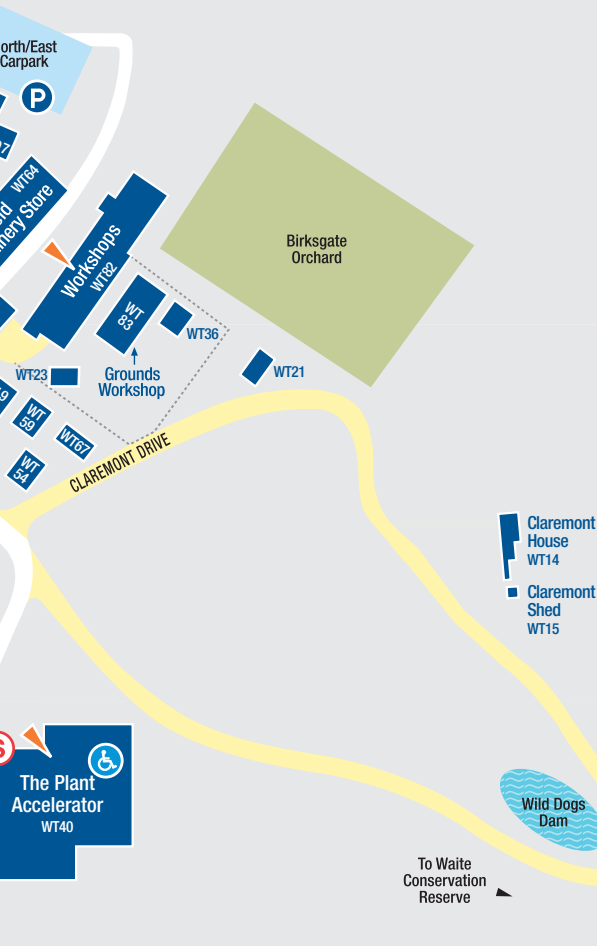 orth/East
Carpark
P
WT64
nery Store
Workshops
WT82
Birksgate
Orchard
WT
83
WT36
WT23
Grounds
Workshop
WT21
WT
59
WT67
WT
54
CLAREMONT DRIVE
Claremont
House
WT14
Claremont
Shed
WT15
The Plant
Accelerator
WT40
Wild Dogs
Dam
To Waite
Conservation
Reserve